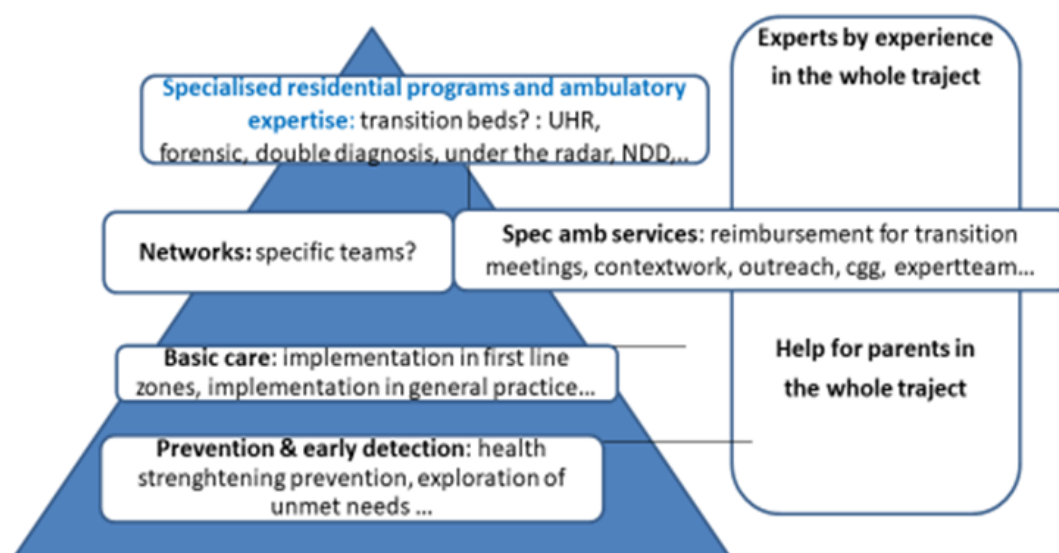 Specialised residential programs and ambulatory
expertise: transition beds? : UHR,
forensic, double diagnosis, under the radar, NDD,..
Networks: specific teams?
Spec amb services: reimbursement for transition
meetings, contextwork, outreach, cgg, expertteam...
Basic care: implementation in first line
zones, implementation in general practice...
Prevention & early detection: health
strenghtening prevention, exploration of
unmet needs ...
Experts by experience
in the whole traject
Help for parents in
the whole traject